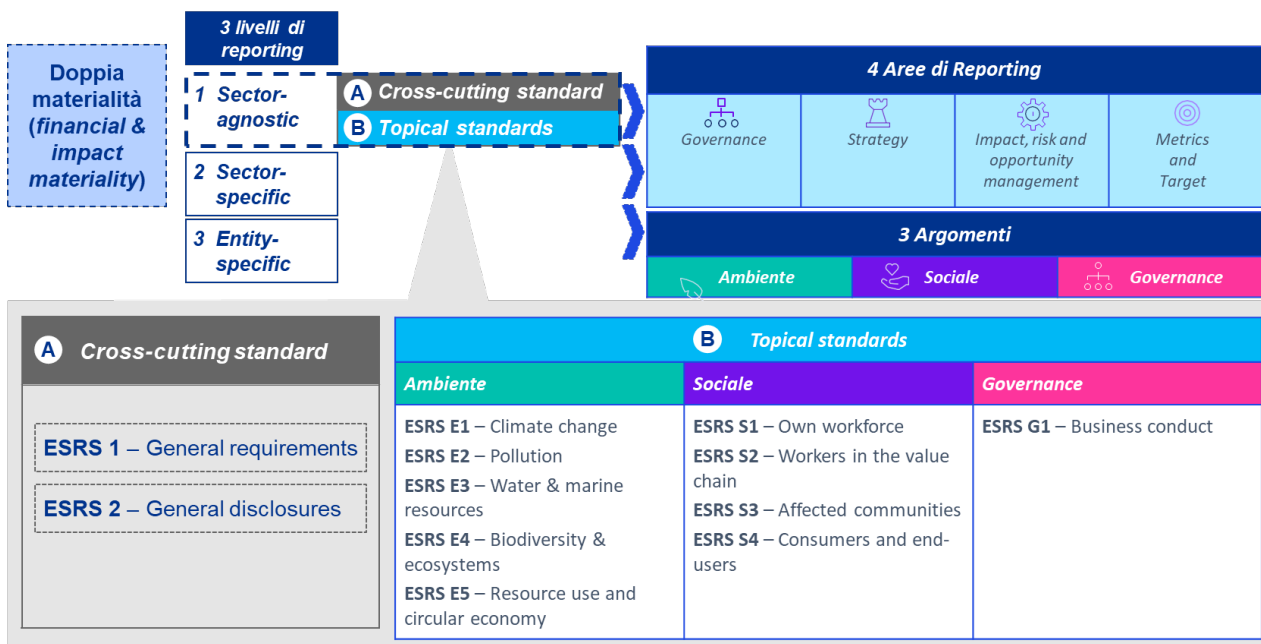 Doppia
materialità
(financial &
impact
materiality)
3 livelli di
reporting
1 Sector-
agnostic
2 Sector-
specific
3 Entity-
specific
A Cross-cutting standard
B Topical standards
4 Aree di Reporting
Governance
Strategy
Impact, risk and
opportunity
management
Metrics
and
Target
3 Argomenti
Ambiente
Sociale
Governance
A Cross-cutting standard
ESRS 1 – General requirements
ESRS 2 – General disclosures
B Topical standards
Ambiente
ESRS E1 – Climate change
ESRS E2 – Pollution
ESRS E3 – Water & marine
resources
ESRS E4 – Biodiversity &
ecosystems
ESRS E5 – Resource use and
circular economy
Sociale
ESRS S1 – Own workforce
ESRS S2 – Workers in the value
chain
ESRS S3 – Affected communities
ESRS S4 – Consumers and end-
users
Governance
ESRS G1 – Business conduct